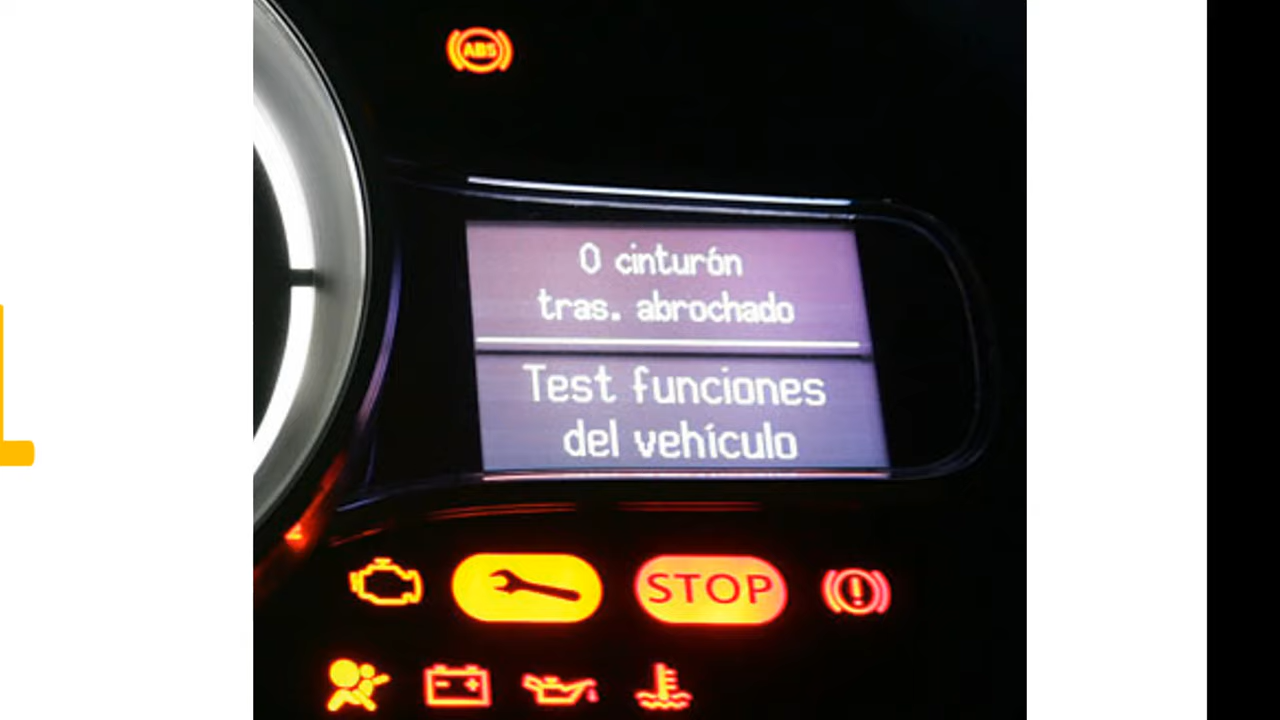 ABS
0 cinturón
tras. abrochado
Test funciones
del vehículo
STOP